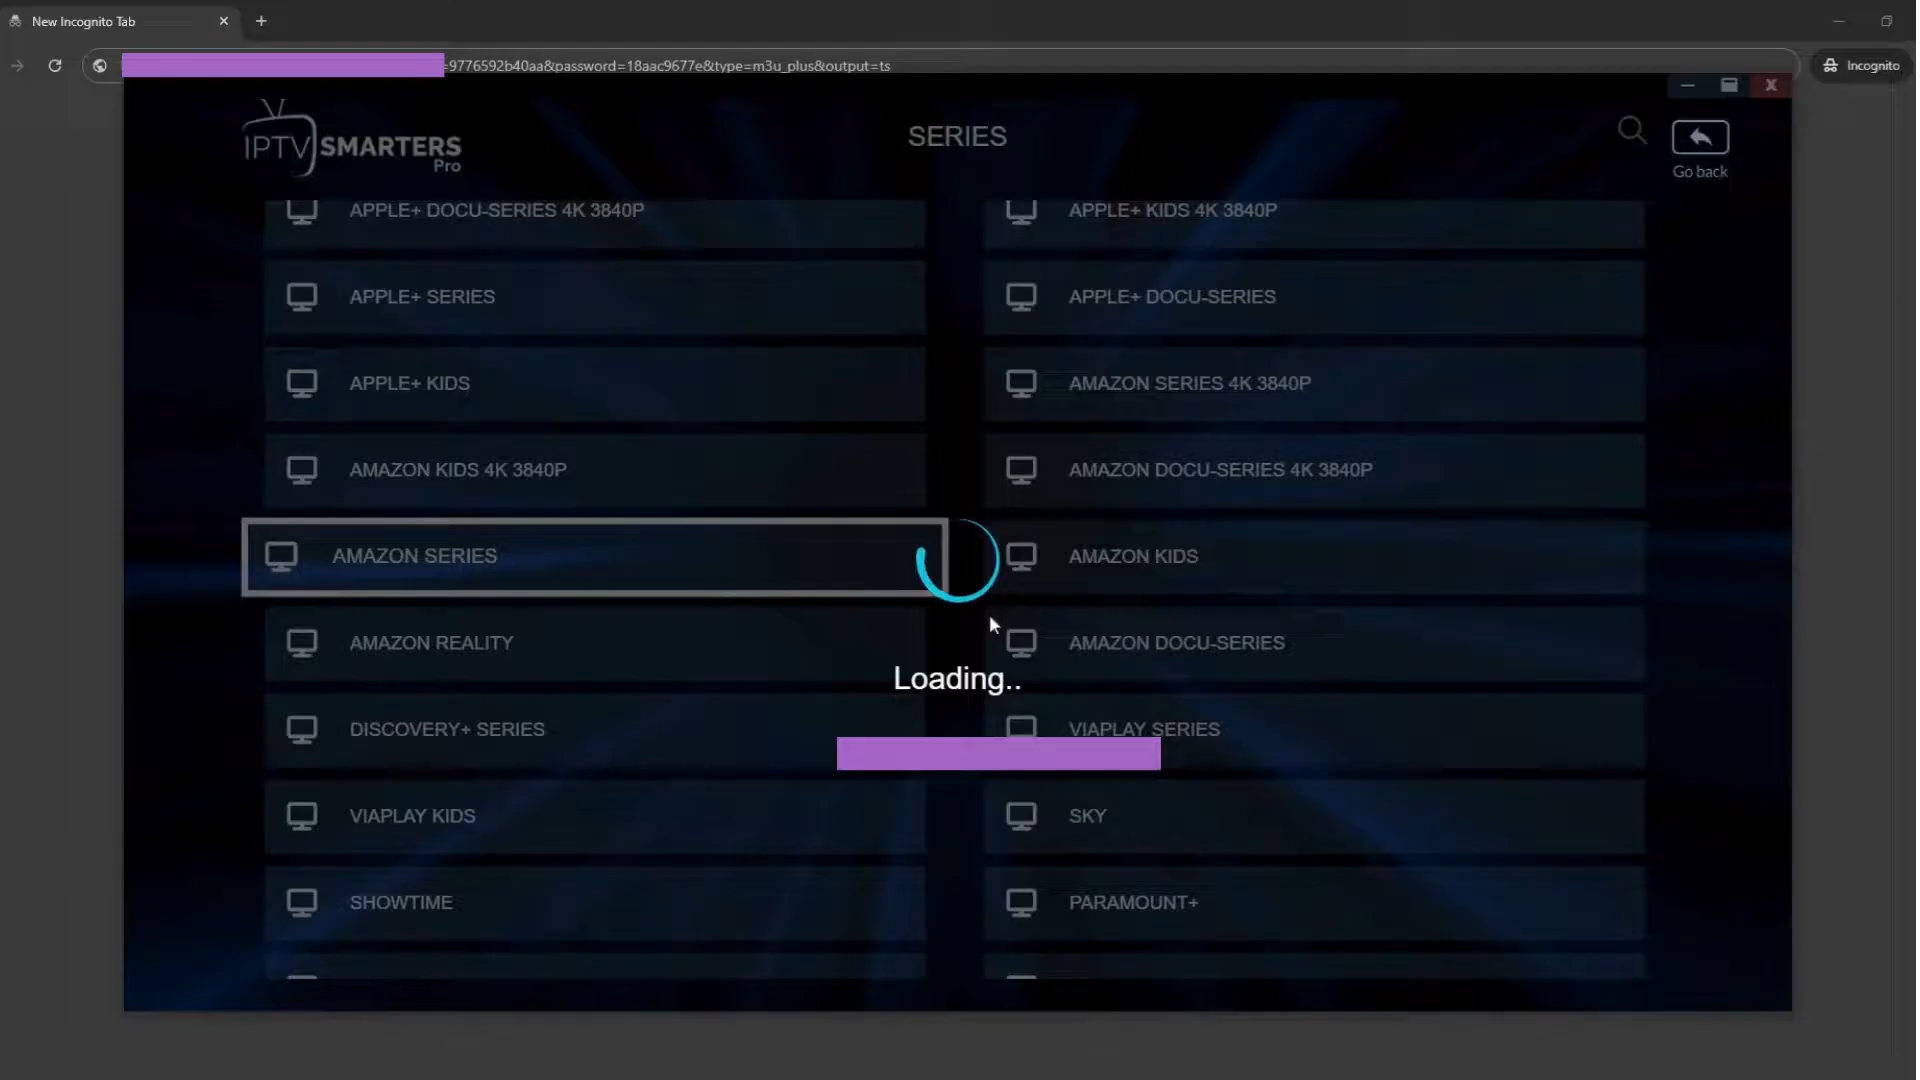 New Incognito Tab
=9776592b40aa&password=18aac9677e&type=m3u_plus&output=ts
Incognito
IPTV SMARTERS
Pro
SERIES
Go back
APPLE+ DOCU-SERIES 4K 3840P
APPLE+ KIDS 4K 3840P
APPLE+ SERIES
APPLE+ DOCU-SERIES
APPLE+ KIDS
AMAZON SERIES 4K 3840P
AMAZON KIDS 4K 3840P
AMAZON DOCU-SERIES 4K 3840P
AMAZON SERIES
AMAZON KIDS
AMAZON REALITY
AMAZON DOCU-SERIES
Loading..
DISCOVERY+ SERIES
VIAPLAY SERIES
VIAPLAY KIDS
SKY
SHOWTIME
PARAMOUNT+